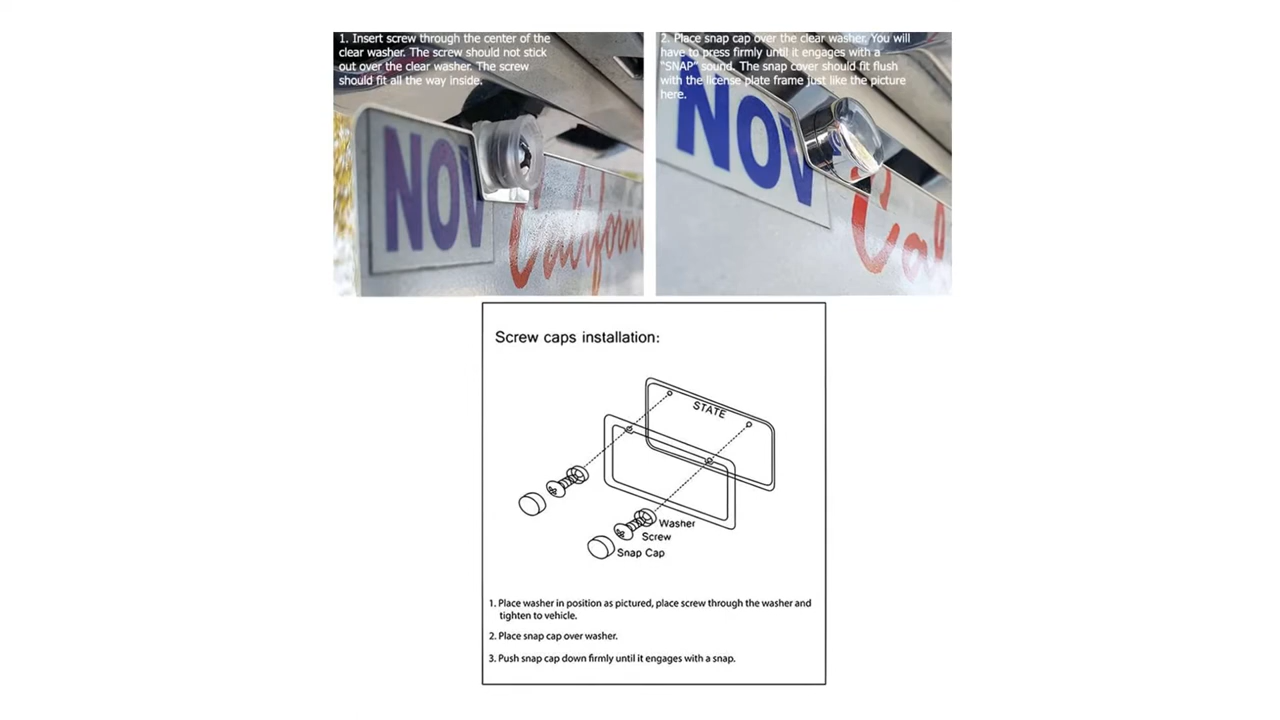 1. Insert screw through the center of the
clear washer. The screw should not stick
out over the clear washer. The screw
should fit all the way inside.
NOV
California
2. Place snap cap over the clear washer. You will
have to press firmly until it engages with a
"SNAP" sound. The snap cover should fit flush
with the license plate frame just like the picture
here.
NOV
Cal
Screw caps installation:
STATE
Washer
Screw
Snap Cap
1. Place washer in position as pictured, place screw through the washer and
tighten to vehicle.
2. Place snap cap over washer.
3. Push snap cap down firmly until it engages with a snap.